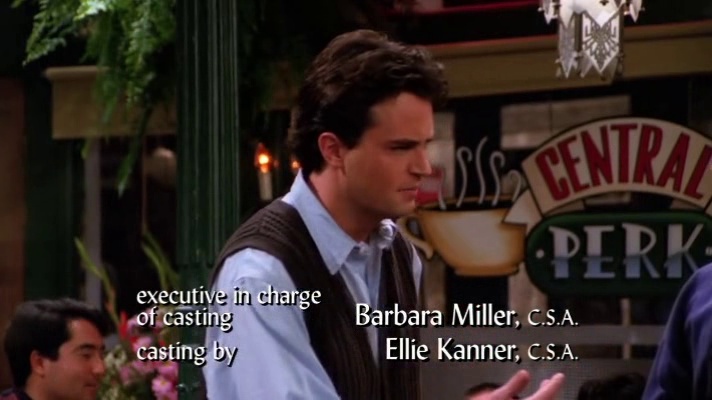 CENTRAL
PERK
executive in charge
of casting
Barbara Miller, C.S.A.
casting by
Ellie Kanner, C.S.A.